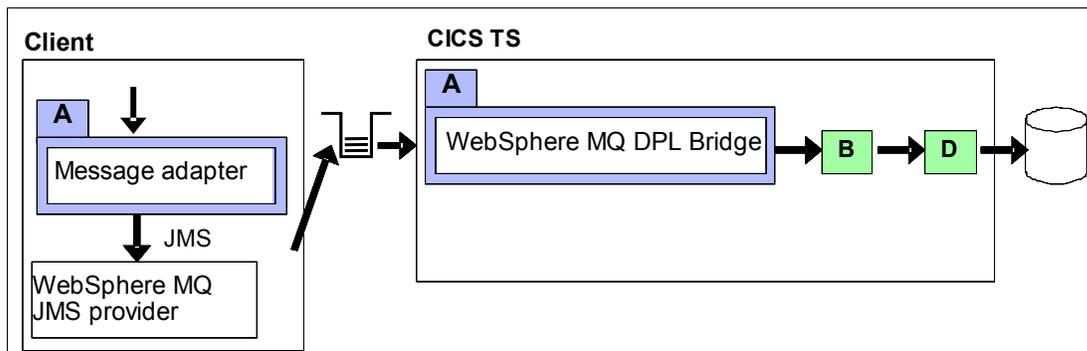 Client
A
Message adapter
JMS
WebSphere MQ
JMS provider
CICS TS
A
WebSphere MQ DPL Bridge
B
D